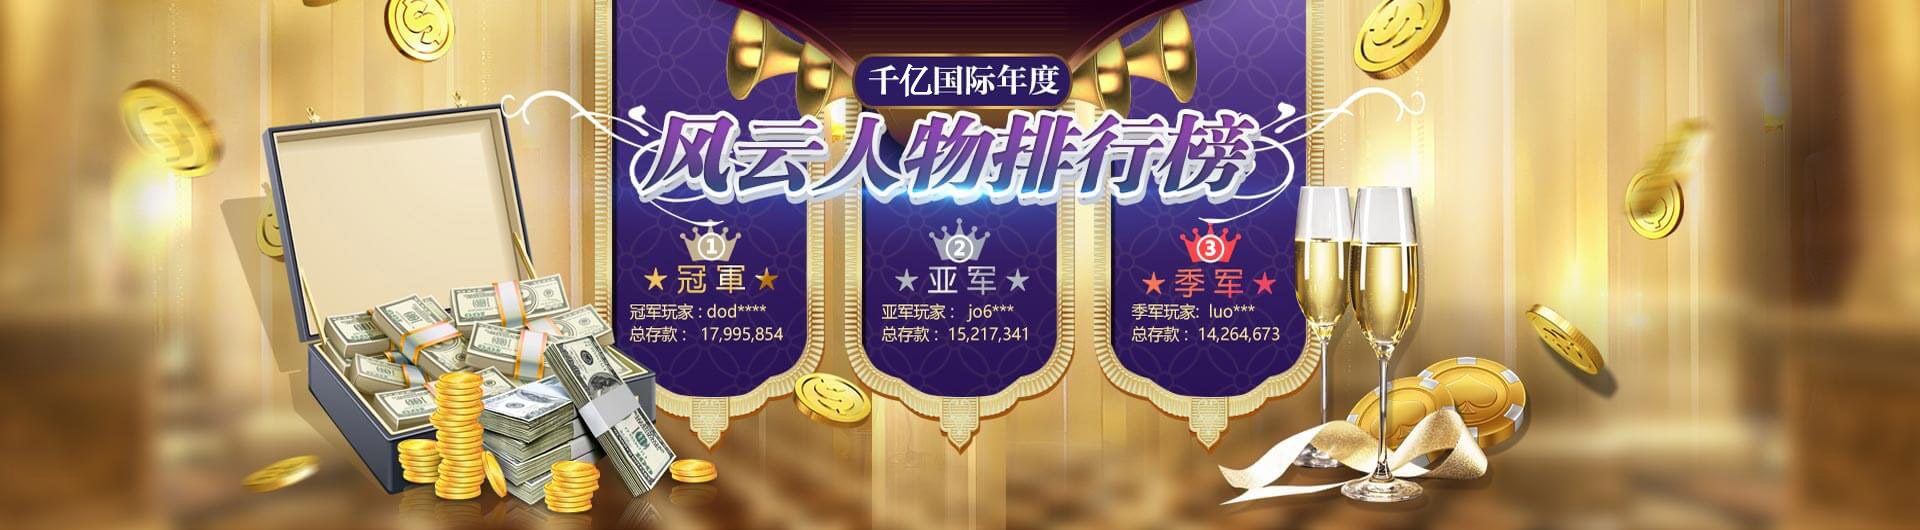 千亿国际年度
风云人物排行榜
1
冠軍
冠军玩家：dod****
总存款： 17,995,854
2
亚军
亚军玩家： jo6***
总存款： 15,217,341
3
季军
季军玩家: luo***
总存款： 14,264,673